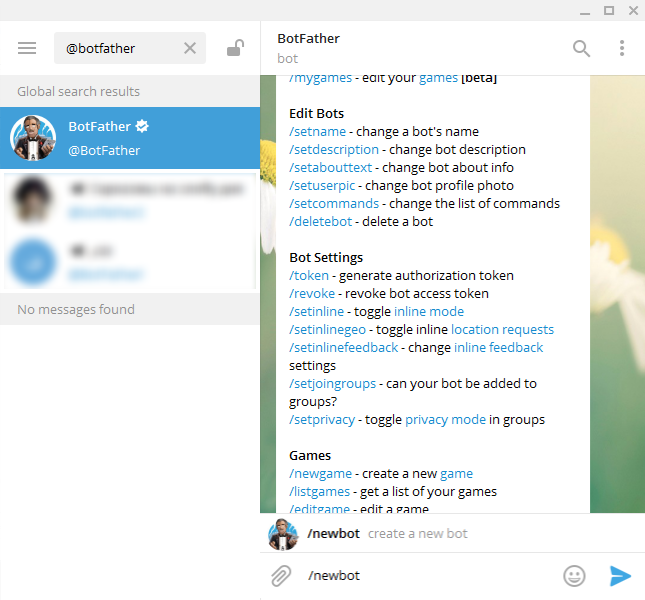 @botfather
Global search results
BotFather
@BotFather
No messages found
BotFather
bot
/mygames - edit your games [beta]
Edit Bots
/setname - change a bot's name
/setdescription - change bot description
/setabouttext - change bot about info
/setuserpic - change bot profile photo
/setcommands - change the list of commands
/deletebot - delete a bot
Bot Settings
/token - generate authorization token
/revoke - revoke bot access token
/setinline - toggle inline mode
/setinlinegeo - toggle inline location requests
/setinlinefeedback - change inline feedback
settings
/setjoingroups - can your bot be added to
groups?
/setprivacy - toggle privacy mode in groups
Games
/newgame - create a new game
/listgames - get a list of your games
/editgame - edit a game
/newbot create a new bot
/newbot